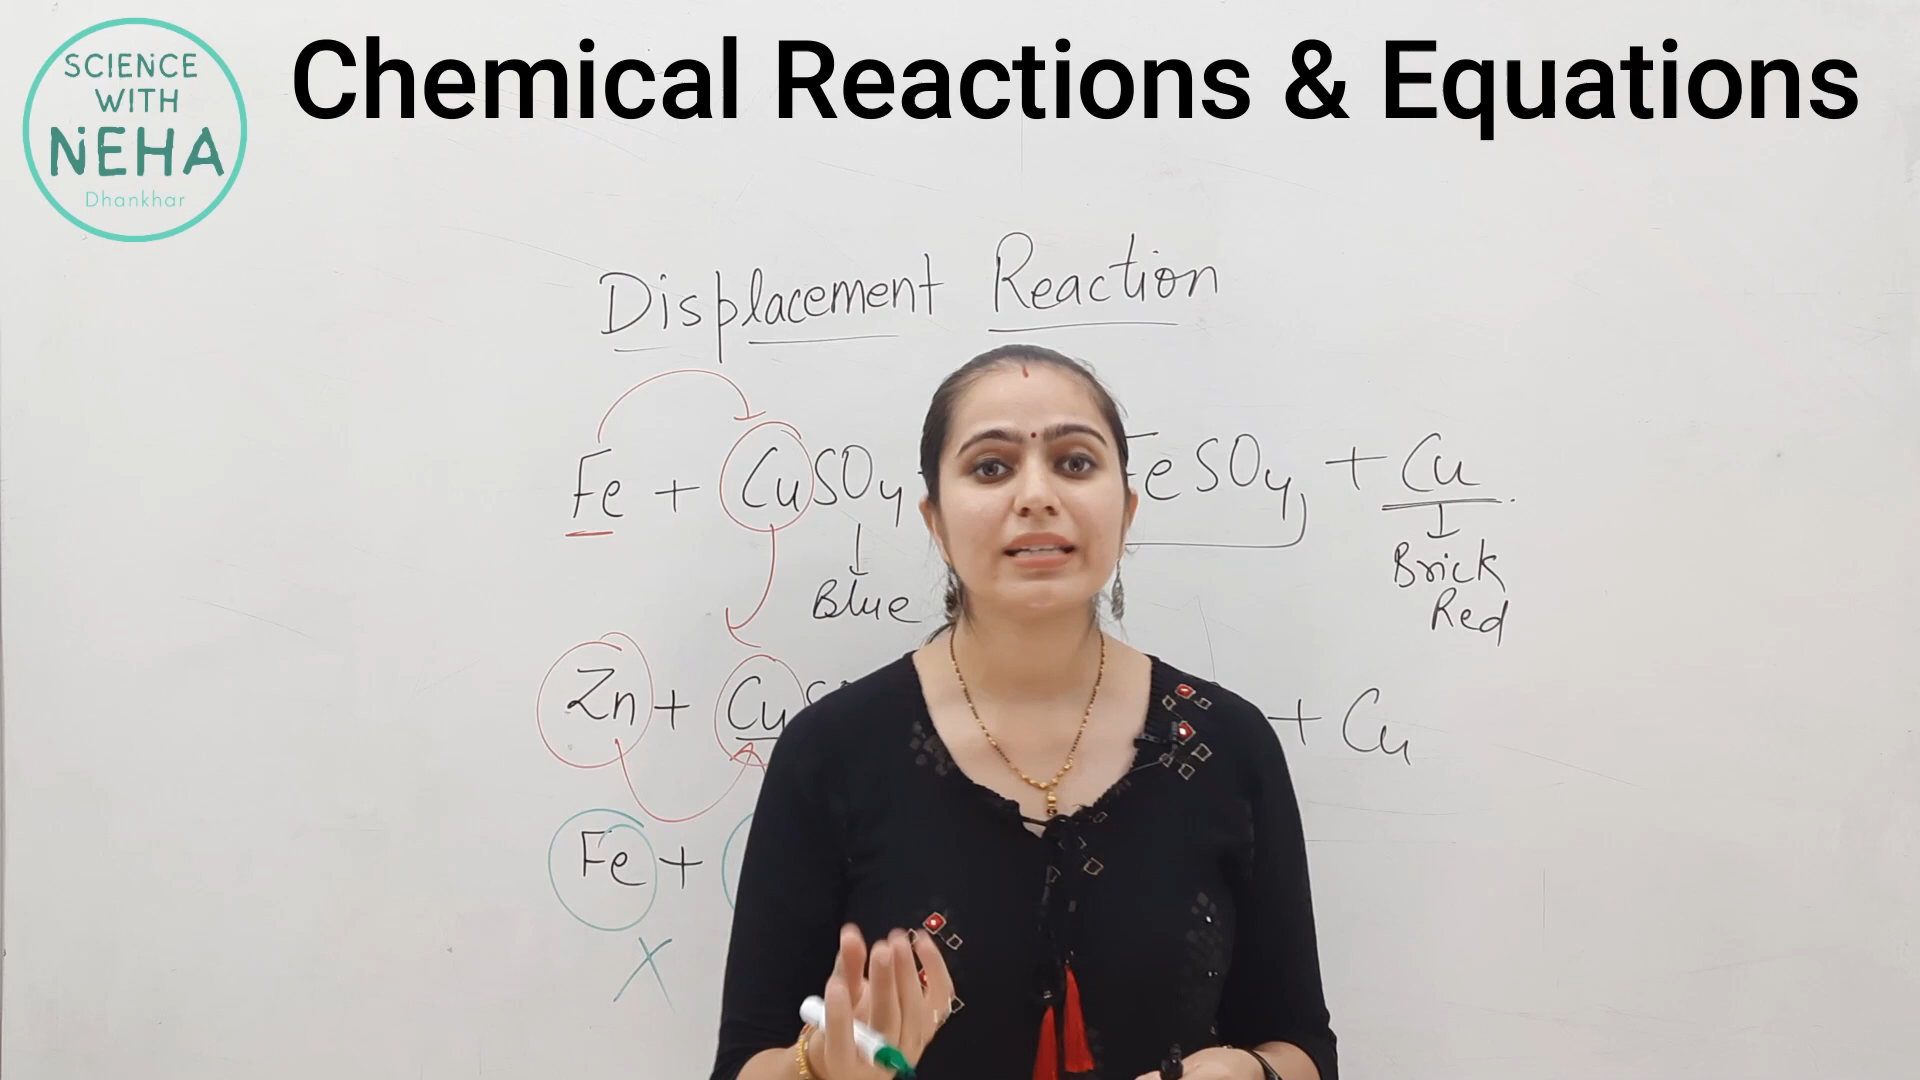 SCIENCE
WITH
NEHA
Dhankhar
Chemical Reactions & Equations
Displacement Reaction
Fe + CuSO4 FeSO4 + Cu
Blue
Brick
Red
Zn + Cu + Cu
Fe +
X